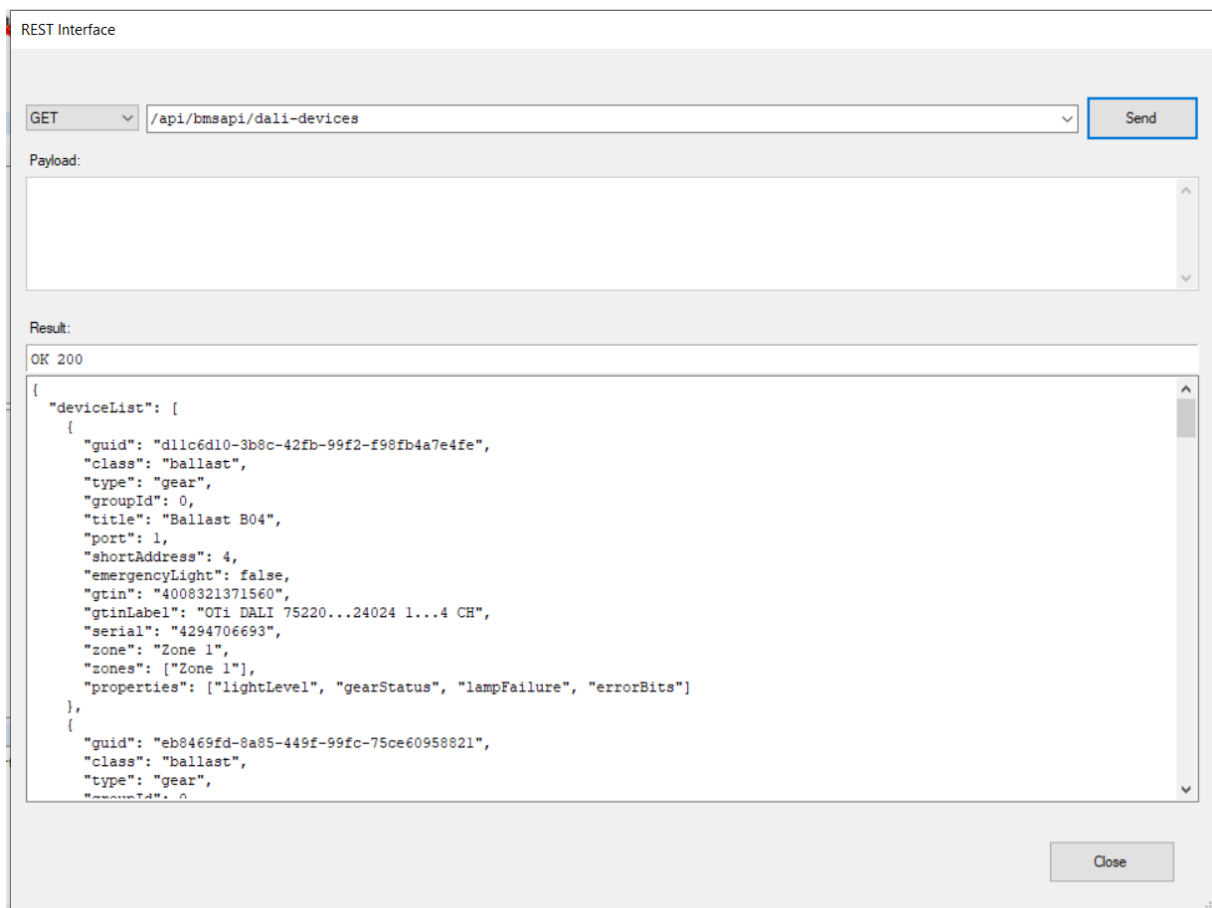 REST Interface
GET
/api/bmsapi/dali-devices
Send
Payload:
Result:
OK 200
{
"deviceList": [
{
"guid": "d11c6d10-3b8c-42fb-99f2-f98fb4a7e4fe",
"class": "ballast",
"type": "gear",
"groupId": 0,
"title": "Ballast B04",
"port": 1,
"shortAddress": 4,
"emergencyLight": false,
"gtin": "4008321371560",
"gtinLabel": "OTi DALI 75220...24024 1...4 CH",
"serial": "4294706693",
"zone": "Zone 1",
"zones": ["Zone 1"],
"properties": ["lightLevel", "gearStatus", "lampFailure", "errorBits"]
},
{
"guid": "eb8469fd-8a85-449f-99fc-75ce60958821",
"class": "ballast",
"type": "gear",
"groupId": 0
Close